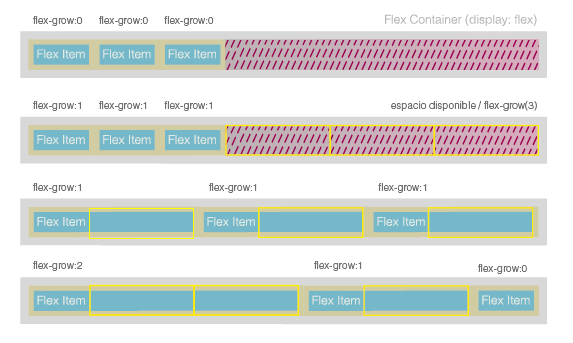 flex-grow:0 flex-grow:0 flex-grow:0 Flex Container (display: flex)
Flex Item Flex Item Flex Item
flex-grow:1 flex-grow:1 flex-grow:1 espacio disponible / flex-grow(3)
Flex Item Flex Item Flex Item
flex-grow:1 flex-grow:1 flex-grow:1
Flex Item Flex Item Flex Item
flex-grow:2 flex-grow:1 flex-grow:0
Flex Item Flex Item Flex Item